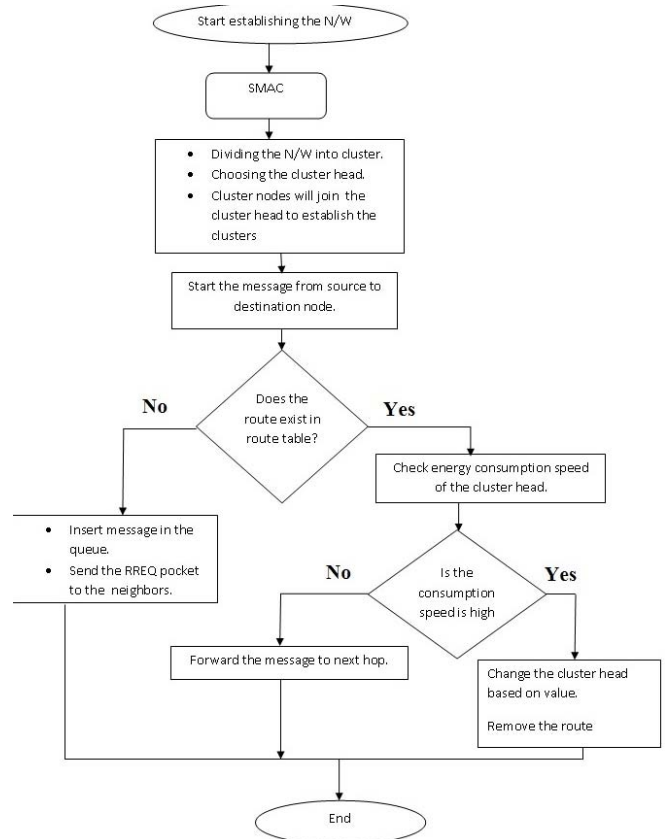 Start establishing the N/W
SMAC
• Dividing the N/W into cluster.
• Choosing the cluster head.
• Cluster nodes will join the
cluster head to establish the
clusters
Start the message from source to
destination node.
Does the
route exist in
route table?
No
Yes
Check energy consumption speed
of the cluster head.
• Insert message in the
queue.
• Send the RREQ pocket
to the neighbors.
Is the
consumption
speed is high
No
Yes
Forward the message to next hop.
Change the cluster head
based on value.
Remove the route
End